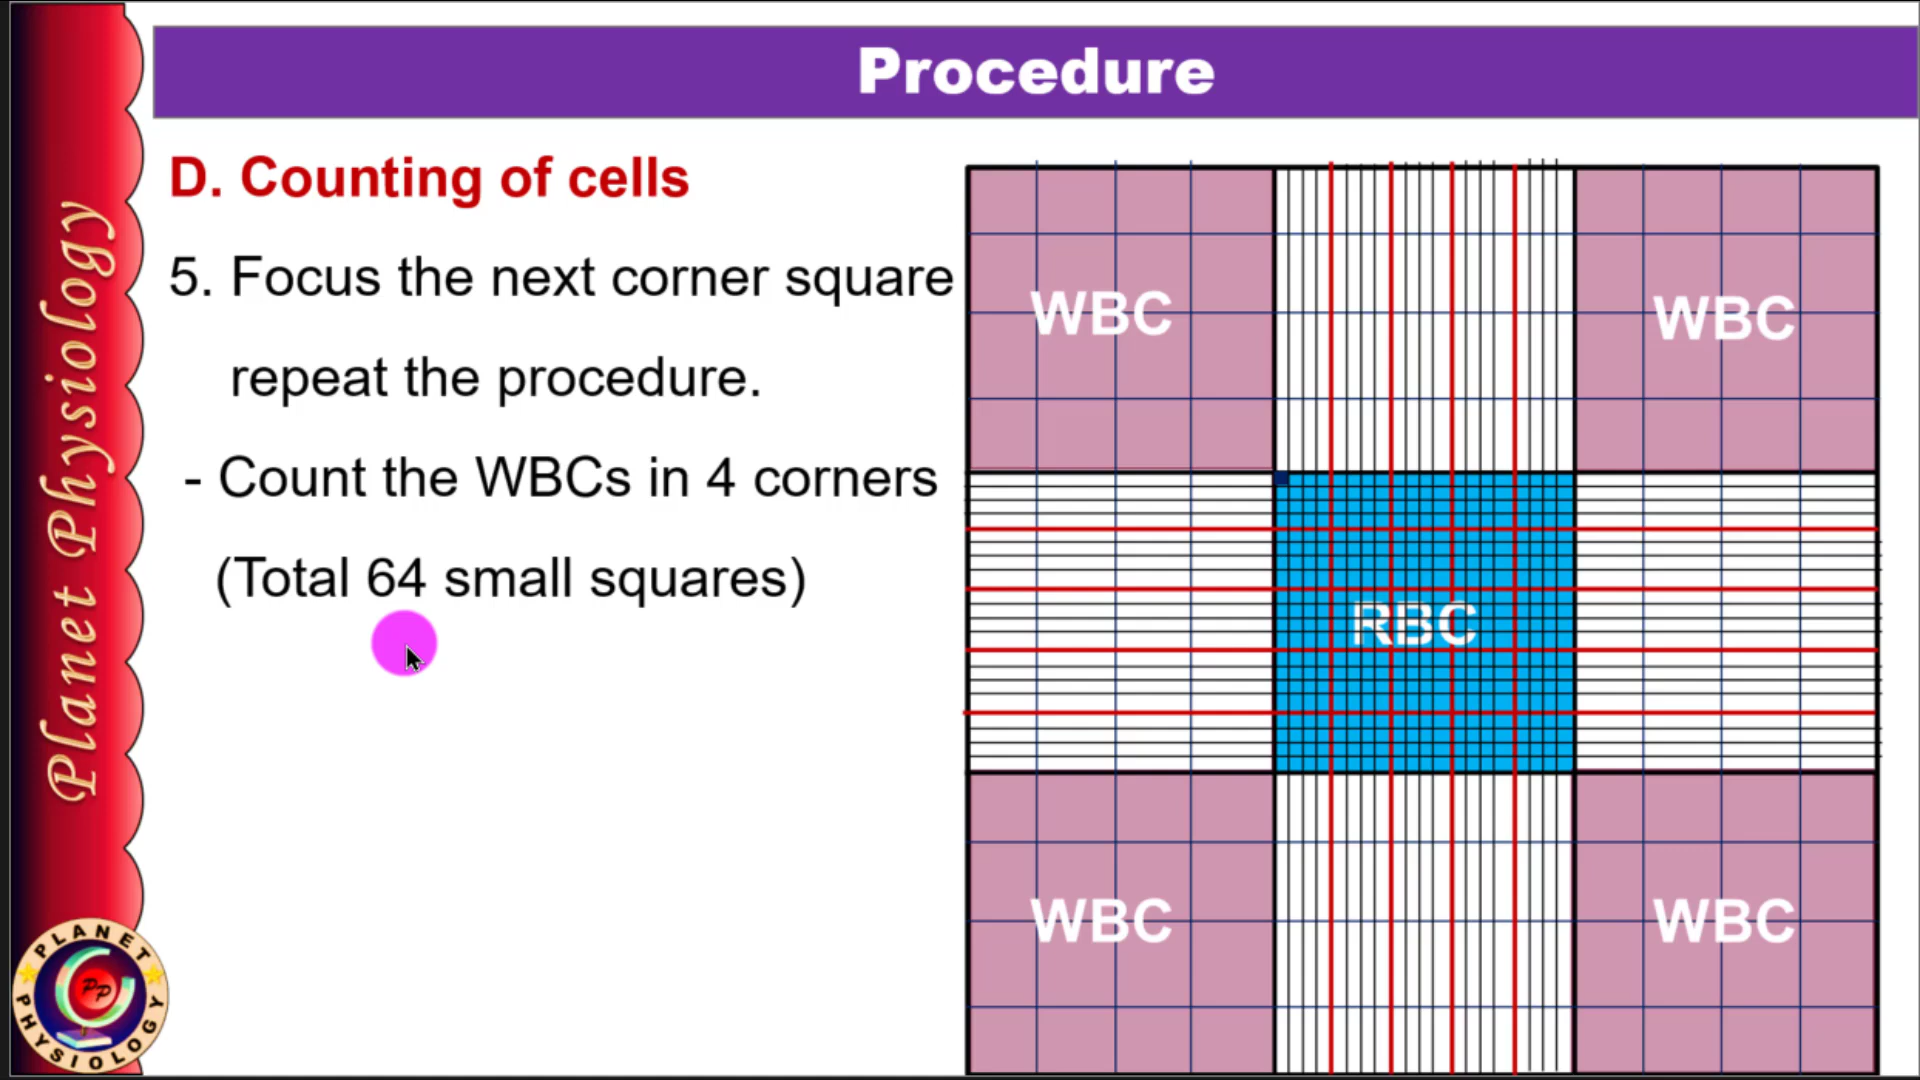 Procedure
D. Counting of cells
5. Focus the next corner square
repeat the procedure.
- Count the WBCs in 4 corners
(Total 64 small squares)
WBC
WBC
RBC
WBC
WBC
Planet Physiology
PLANET
PP
PHYSIOLOGY